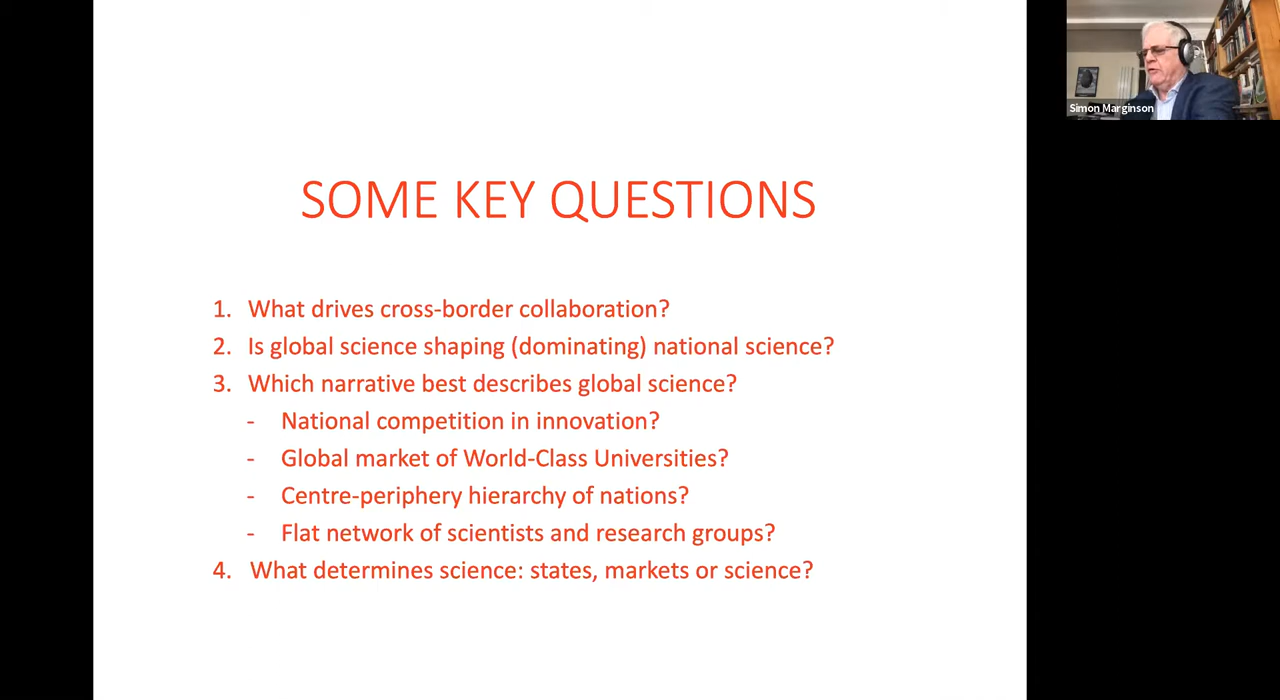 SOME KEY QUESTIONS
1. What drives cross-border collaboration?
2. Is global science shaping (dominating) national science?
3. Which narrative best describes global science?
- National competition in innovation?
- Global market of World-Class Universities?
- Centre-periphery hierarchy of nations?
- Flat network of scientists and research groups?
4. What determines science: states, markets or science?
Simon Marginson